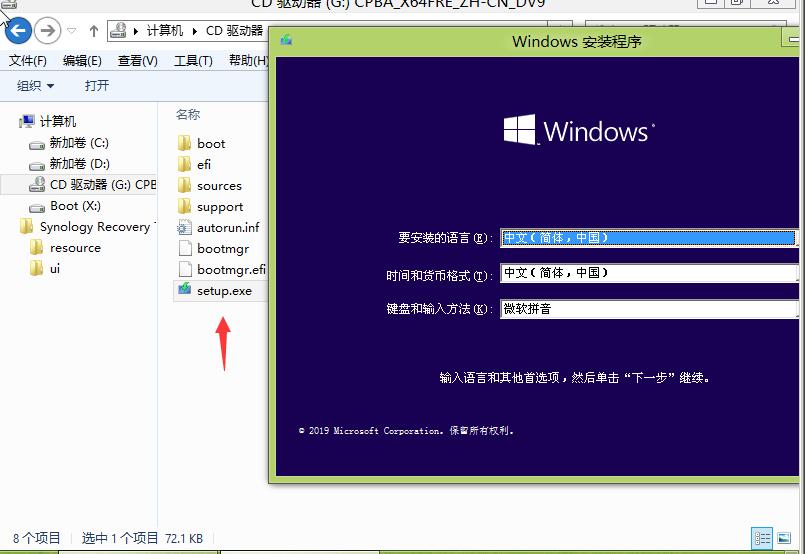 CD 驱动器 (G:) CPBA_X64FRE_ZH-CN_DV9
计算机 CD 驱动器
文件(F) 编辑(E) 查看(V) 工具(T) 帮助(H)
组织 打开
计算机
新加卷 (C:)
新加卷 (D:)
CD 驱动器 (G:) CPB
Boot (X:)
Synology Recovery
resource
ui
名称
boot
efi
sources
support
autorun.inf
bootmgr
bootmgr.efi
setup.exe
Windows 安装程序
Windows
要安装的语言(E): 中文(简体，中国)
时间和货币格式(T): 中文(简体，中国)
键盘和输入方法(K): 微软拼音
输入语言和其他首选项，然后单击“下一步”继续。
© 2019 Microsoft Corporation. 保留所有权利。
8 个项目 选中 1 个项目 72.1 KB